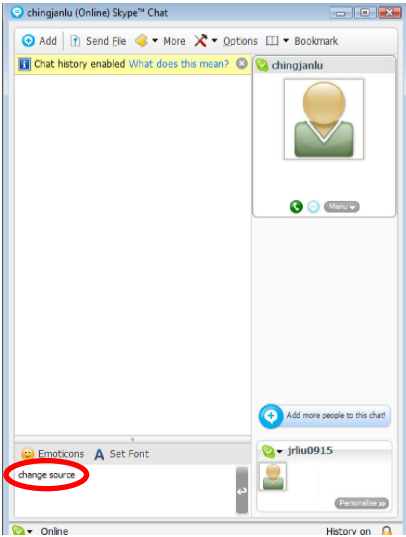 chingjanlu (Online) Skype™ Chat
Add Send File More Options Bookmark
Chat history enabled What does this mean?
chingjanlu
Menu
Add more people to this chat!
Emoticons A Set Font
change source
jrliu0915
Personalise >>
Online History on